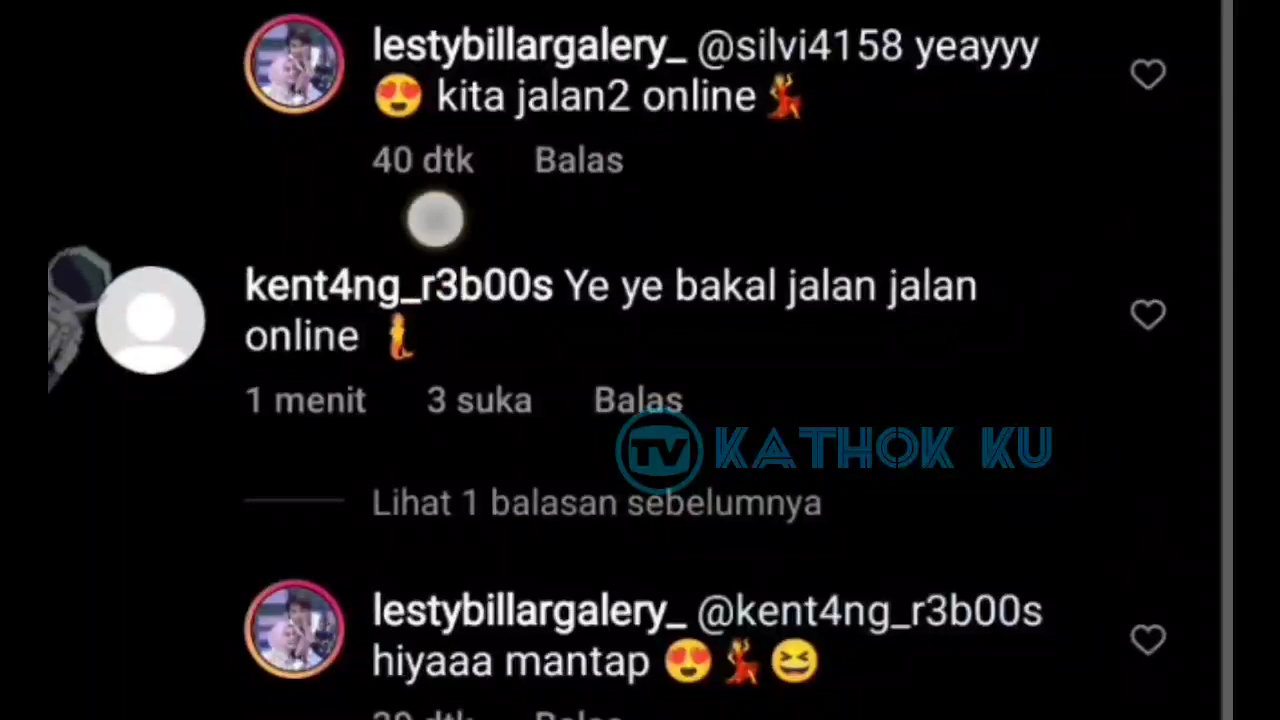 lestybillargalery_ @silvi4158 yeayyy
😍 kita jalan2 online💃
40 dtk Balas
kent4ng_r3b00s Ye ye bakal jalan jalan
online
1 menit 3 suka Balas
TV KATHOK KU
Lihat 1 balasan sebelumnya
lestybillargalery_ @kent4ng_r3b00s
hiyaaa mantap 😍💃😆